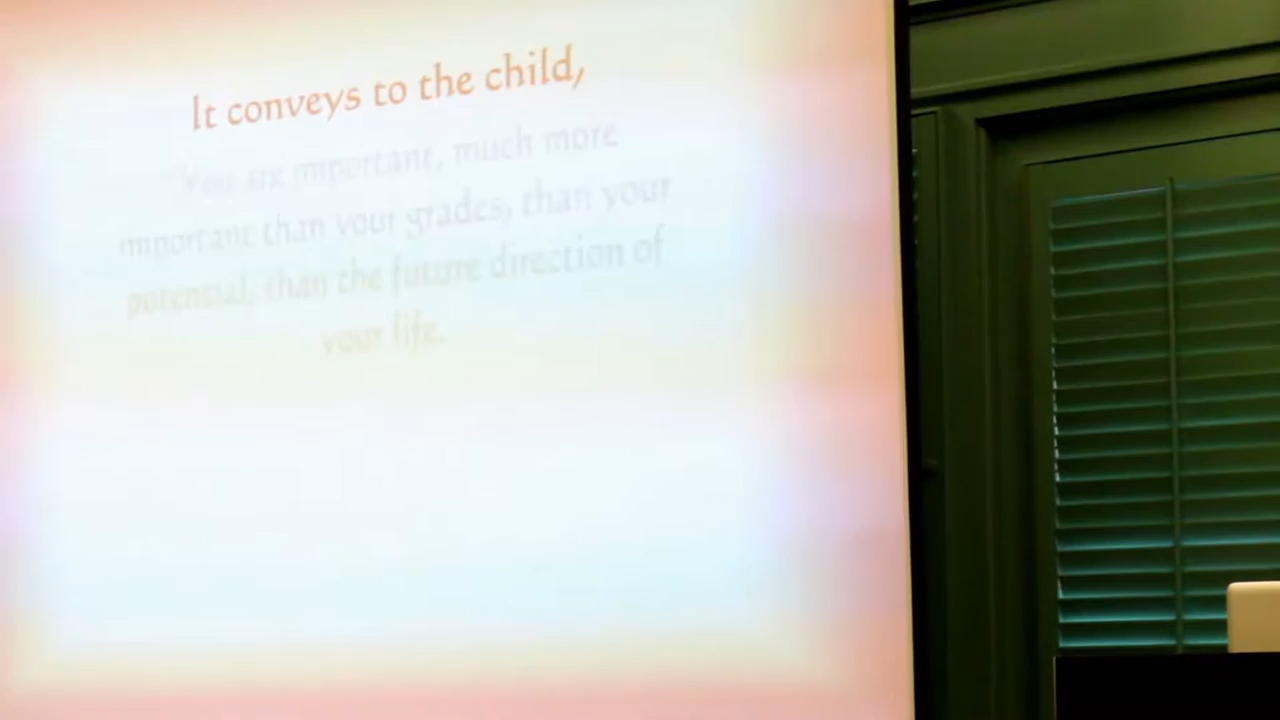 It conveys to the child,
You are important, much more
important than your grades, than your
potential, than the future direction of
your life.